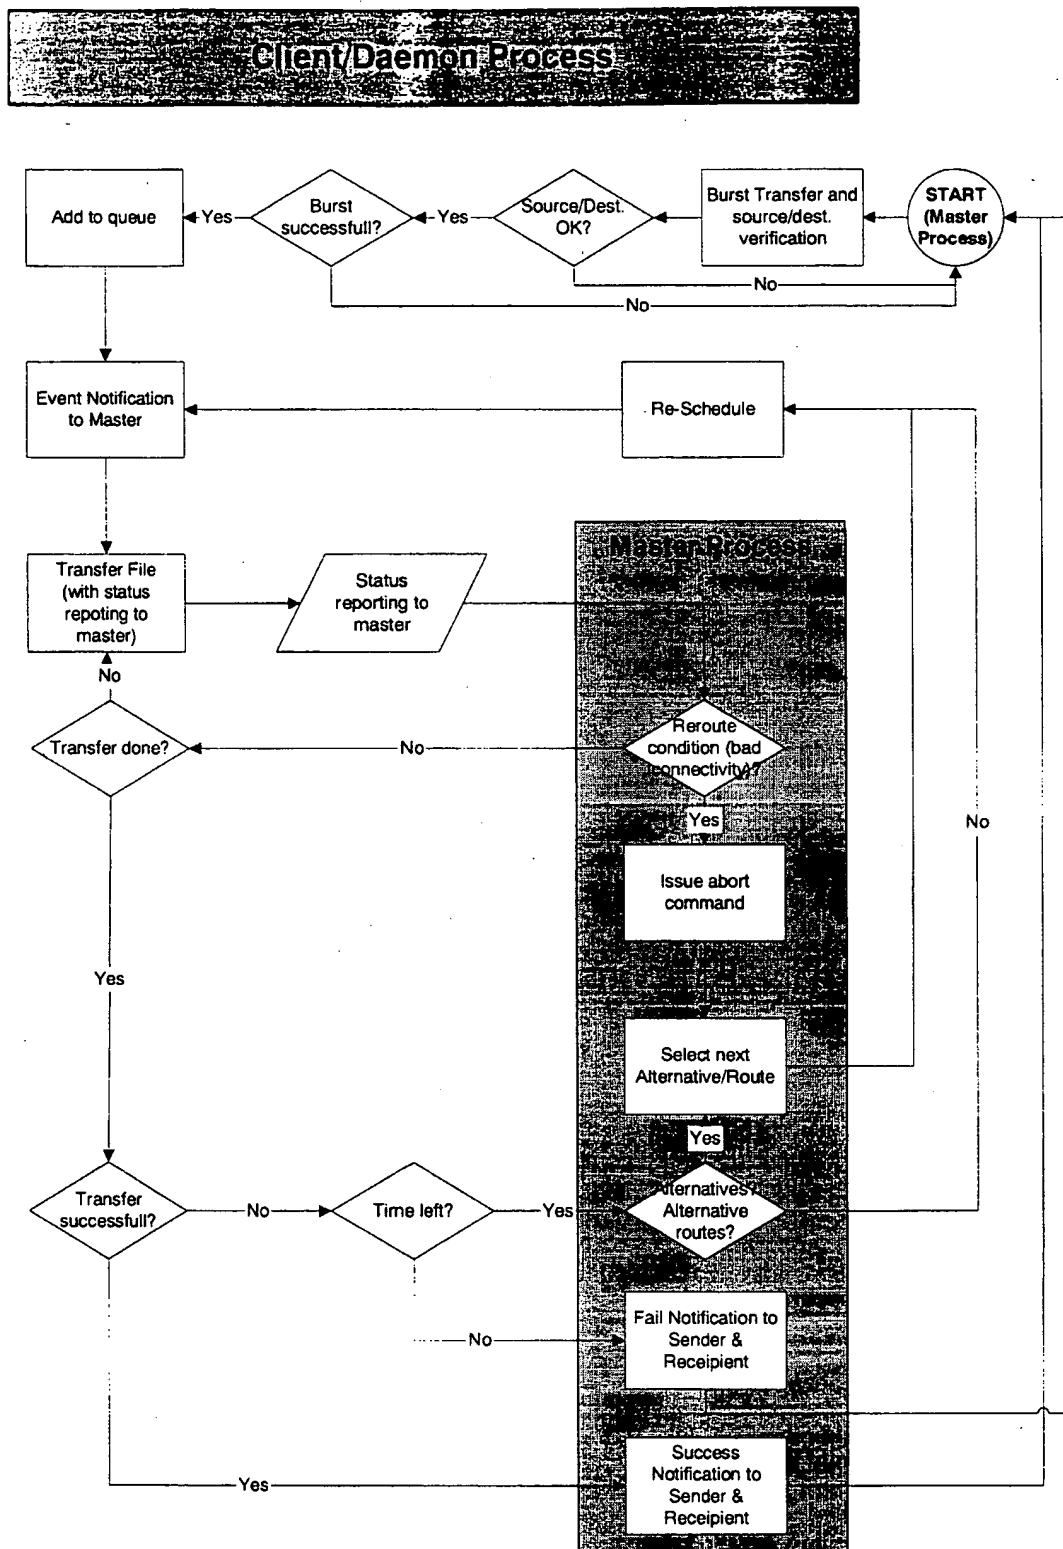 Client/Daemon Process
Add to queue
Yes
Burst
successfull?
Yes
Source/Dest.
OK?
Burst Transfer and
source/dest.
verification
START
(Master
Process)
No
No
Event Notification
to Master
Re-Schedule
Master Process
Transfer File
(with status
repoting to
master)
Status
reporting to
master
No
Transfer done?
No
Reroute
condition (bad
connectivity)?
Yes
No
Issue abort
command
Yes
Select next
Alternative/Route
Yes
Transfer
successfull?
No
Time left?
Yes
Alternatives?
Alternative
routes?
No
Fail Notification to
Sender &
Receipient
Yes
Success
Notification to
Sender &
Receipient